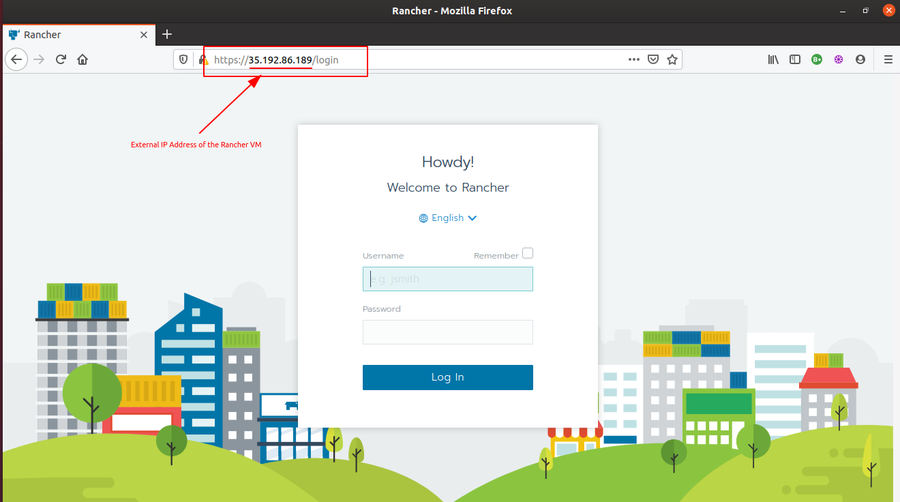 Rancher - Mozilla Firefox
Rancher
https://35.192.86.189/login
External IP Address of the Rancher VM
Howdy!
Welcome to Rancher
English
Username
Remember
e.g. jsmith
Password
Log In